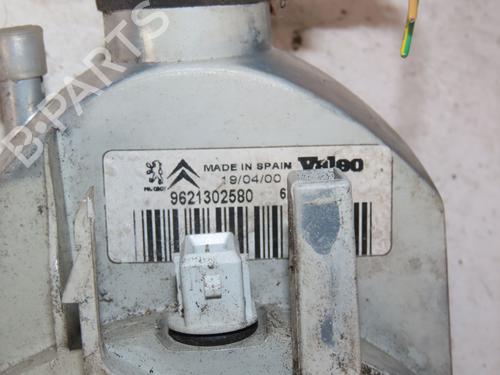 B-PARTS
MADE IN SPAIN Valeo
19/04/00
9621302580 6